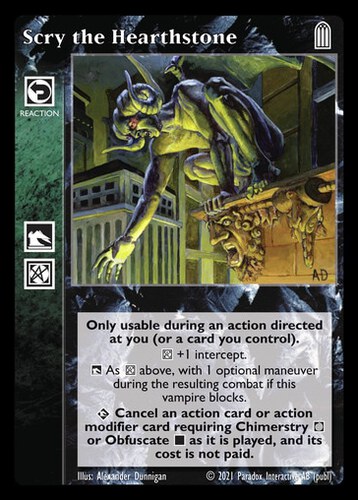 Scry the Hearthstone
REACTION
AD
Only usable during an action directed
at you (or a card you control).
+1 intercept.
As above, with 1 optional maneuver
during the resulting combat if this
vampire blocks.
Cancel an action card or action
modifier card requiring Chimerstry
or Obfuscate as it is played, and its
cost is not paid.
Illus: Alexander Dunnigan © 2021 Paradox Interactive AB (publ)